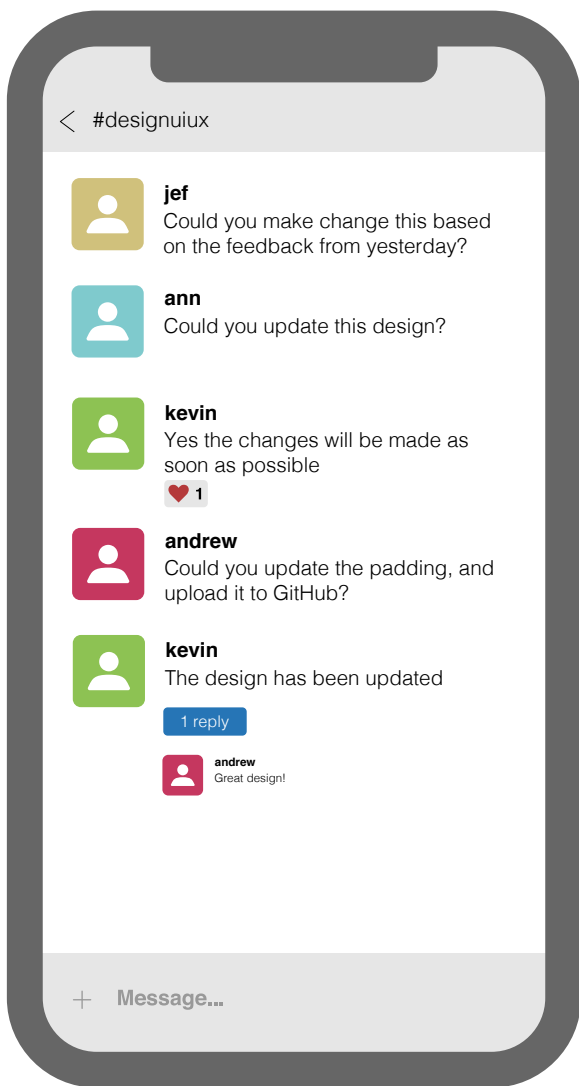 #designuiux
jef
Could you make change this based
on the feedback from yesterday?
ann
Could you update this design?
kevin
Yes the changes will be made as
soon as possible
1
andrew
Could you update the padding, and
upload it to GitHub?
kevin
The design has been updated
1 reply
andrew
Great design!
+ Message...